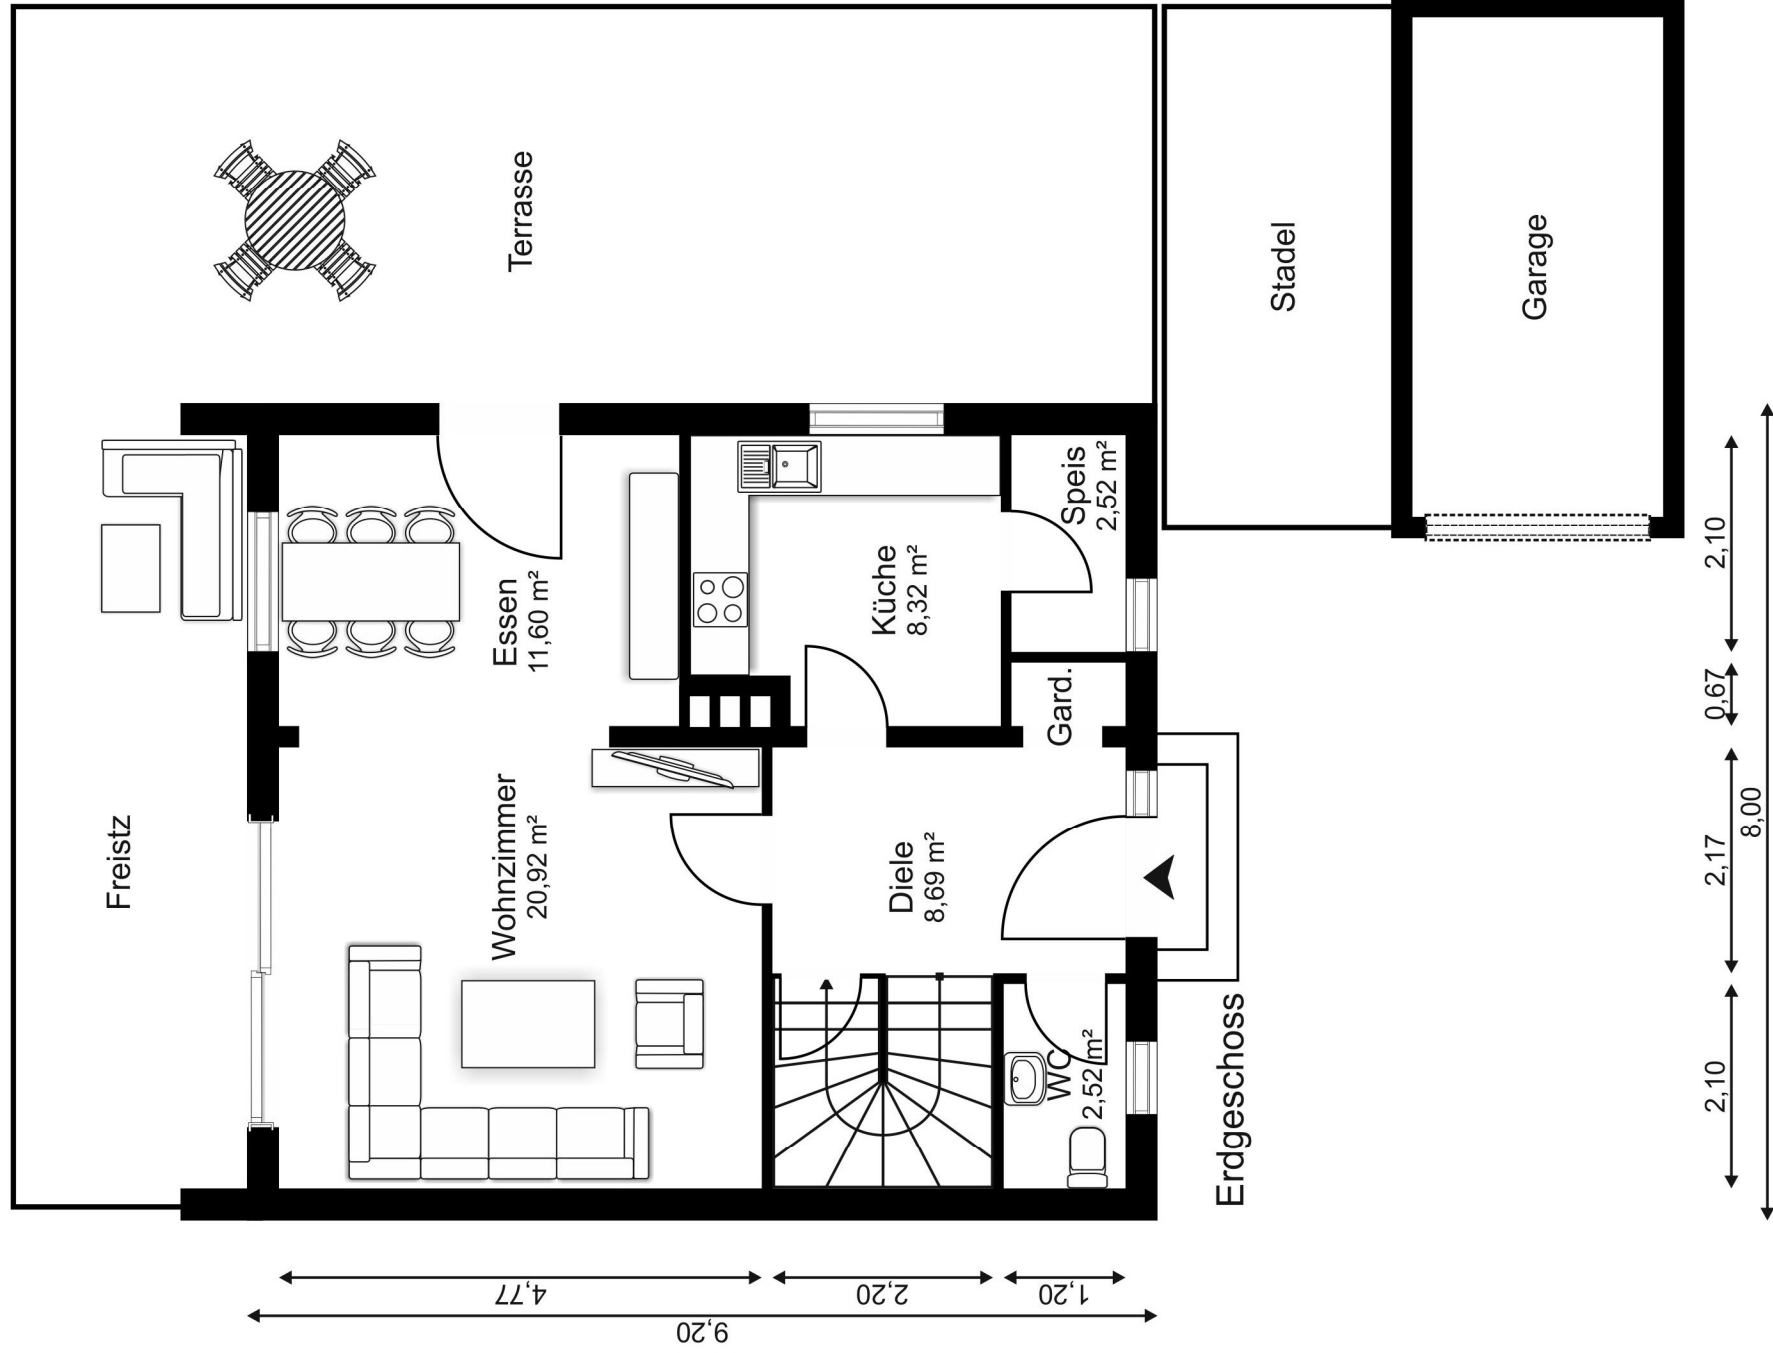 Terrasse
Stadel
Garage
Freistz
Essen
11,60 m²
Küche
8,32 m²
Speis
2,52 m²
Gard.
Wohnzimmer
20,92 m²
Diele
8,69 m²
WC
2,52 m²
Erdgeschoss
2,10
0,67
2,17
2,10
8,00
4,77
2,20
1,20
9,20